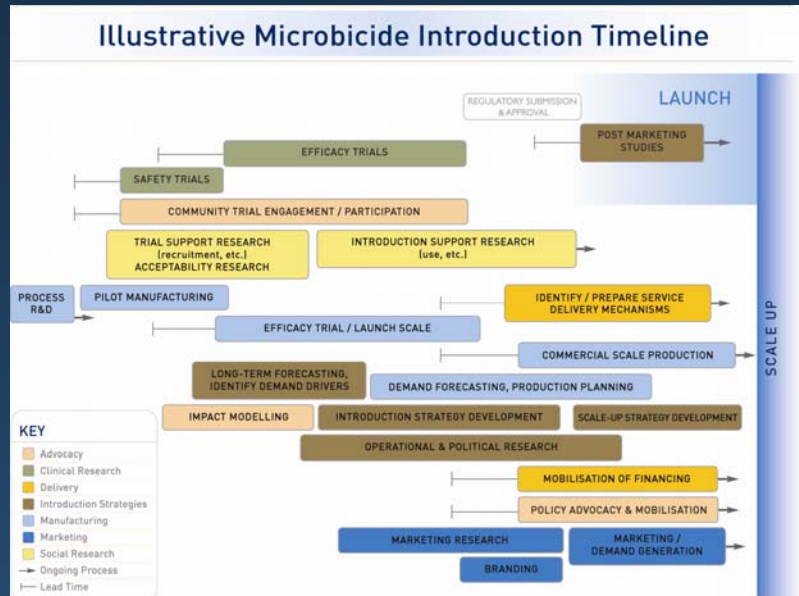 Illustrative Microbicide Introduction Timeline
REGULATORY SUBMISSION
& APPROVAL
LAUNCH
POST MARKETING
STUDIES
EFFICACY TRIALS
SAFETY TRIALS
COMMUNITY TRIAL ENGAGEMENT / PARTICIPATION
TRIAL SUPPORT RESEARCH
(recruitment, etc.)
ACCEPTABILITY RESEARCH
INTRODUCTION SUPPORT RESEARCH
(use, etc.)
PROCESS
R&D
PILOT MANUFACTURING
IDENTIFY / PREPARE SERVICE
DELIVERY MECHANISMS
EFFICACY TRIAL / LAUNCH SCALE
COMMERCIAL SCALE PRODUCTION
SCALE UP
LONG-TERM FORECASTING,
IDENTIFY DEMAND DRIVERS
DEMAND FORECASTING, PRODUCTION PLANNING
IMPACT MODELLING
INTRODUCTION STRATEGY DEVELOPMENT
SCALE-UP STRATEGY DEVELOPMENT
OPERATIONAL & POLITICAL RESEARCH
MOBILISATION OF FINANCING
POLICY ADVOCACY & MOBILISATION
MARKETING RESEARCH
MARKETING /
DEMAND GENERATION
BRANDING
KEY
Advocacy
Clinical Research
Delivery
Introduction Strategies
Manufacturing
Marketing
Social Research
Ongoing Process
Lead Time